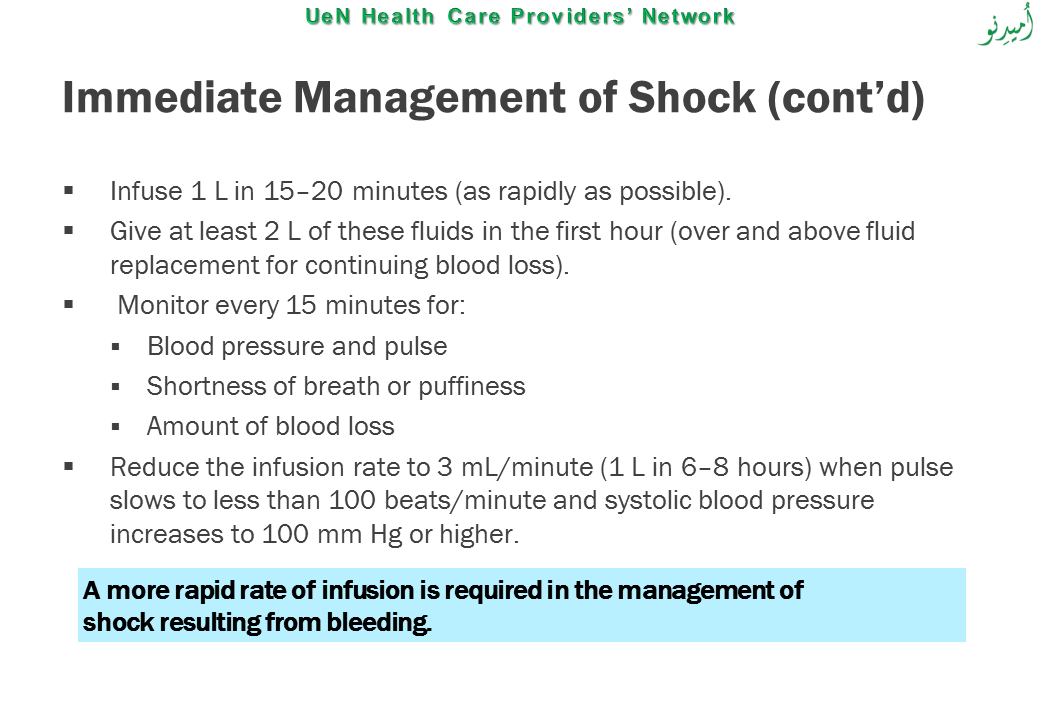 UeN Health Care Providers’ Network
اُميدِنو
Immediate Management of Shock (cont’d)
▪ Infuse 1 L in 15–20 minutes (as rapidly as possible).
▪ Give at least 2 L of these fluids in the first hour (over and above fluid
replacement for continuing blood loss).
▪ Monitor every 15 minutes for:
▪ Blood pressure and pulse
▪ Shortness of breath or puffiness
▪ Amount of blood loss
▪ Reduce the infusion rate to 3 mL/minute (1 L in 6–8 hours) when pulse
slows to less than 100 beats/minute and systolic blood pressure
increases to 100 mm Hg or higher.
A more rapid rate of infusion is required in the management of
shock resulting from bleeding.